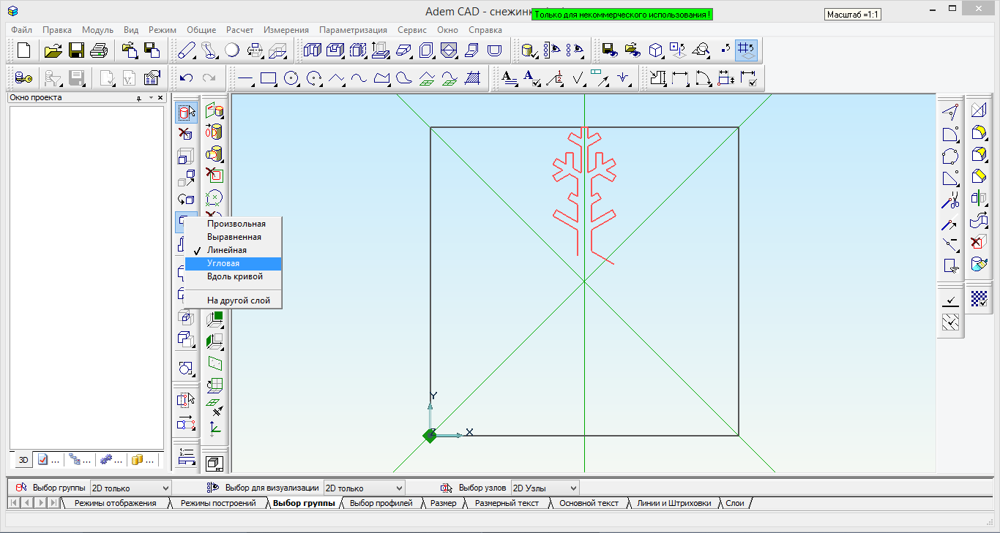 Adem CAD - снежинк
Только для некоммерческого использования !
Масштаб =1:1
Файл Правка Модуль Вид Режим Общие Расчет Измерения Параметризация Сервис Окно Справка
Окно проекта
Произвольная
Выравненная
Линейная
Угловая
Вдоль кривой
На другой слой
Y
Z
X
3D ... ... ... ...
Выбор группы 2D только Выбор для визуализации 2D только Выбор узлов 2D Узлы
Режимы отображения Режимы построений Выбор группы Выбор профилей Размер Размерный текст Основной текст Линии и Штриховки Слои